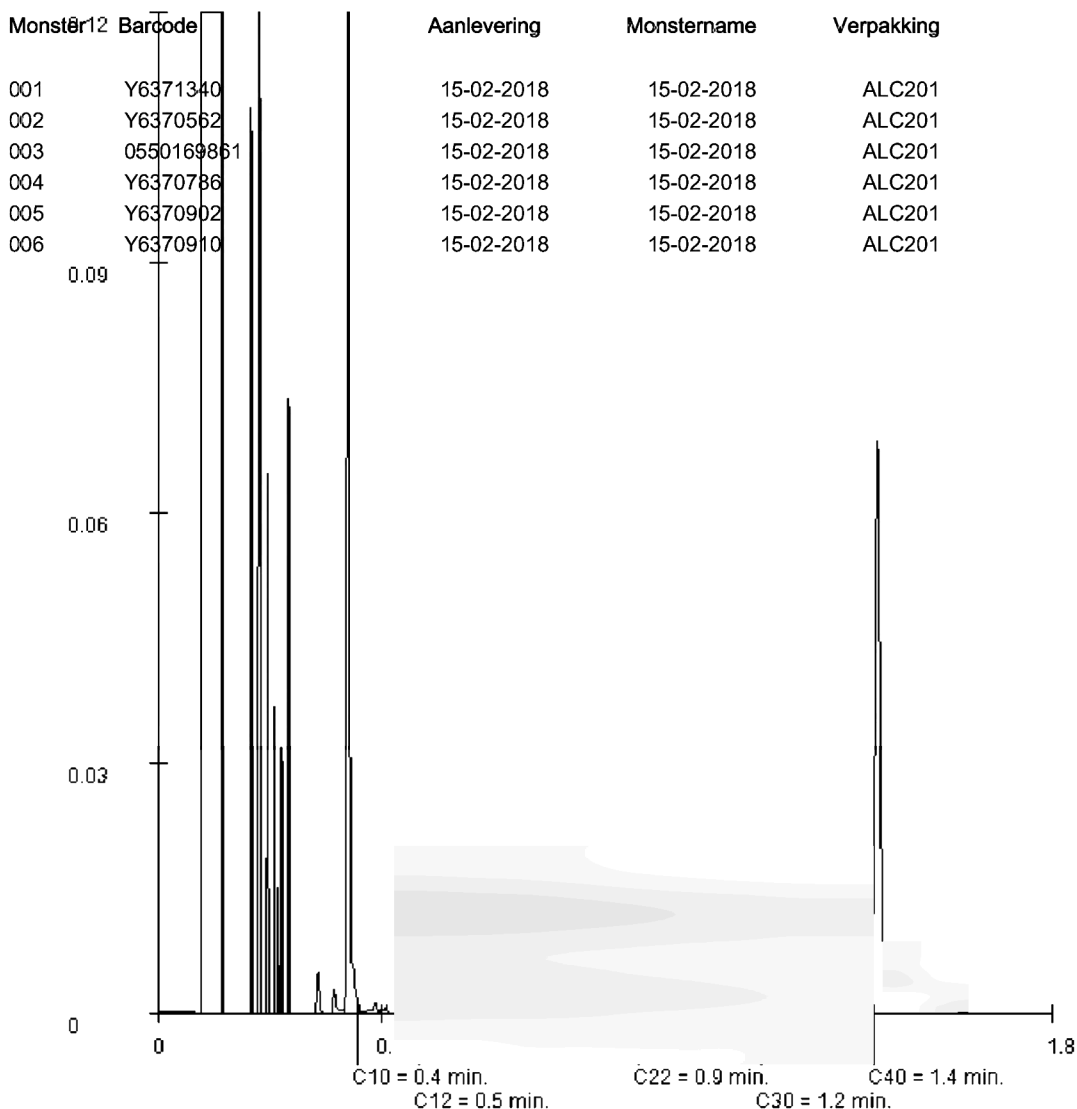 Monster Barcode Aanlevering Monstername Verpakking
0.12
001 Y6371340 15-02-2018 15-02-2018 ALC201
002 Y6370562 15-02-2018 15-02-2018 ALC201
003 0550169861 15-02-2018 15-02-2018 ALC201
004 Y6370786 15-02-2018 15-02-2018 ALC201
005 Y6370902 15-02-2018 15-02-2018 ALC201
006 Y6370910 15-02-2018 15-02-2018 ALC201
0.09
0.06
0.03
0
0 0. 1.8
C10 = 0.4 min. C22 = 0.9 min. C40 = 1.4 min.
C12 = 0.5 min. C30 = 1.2 min.